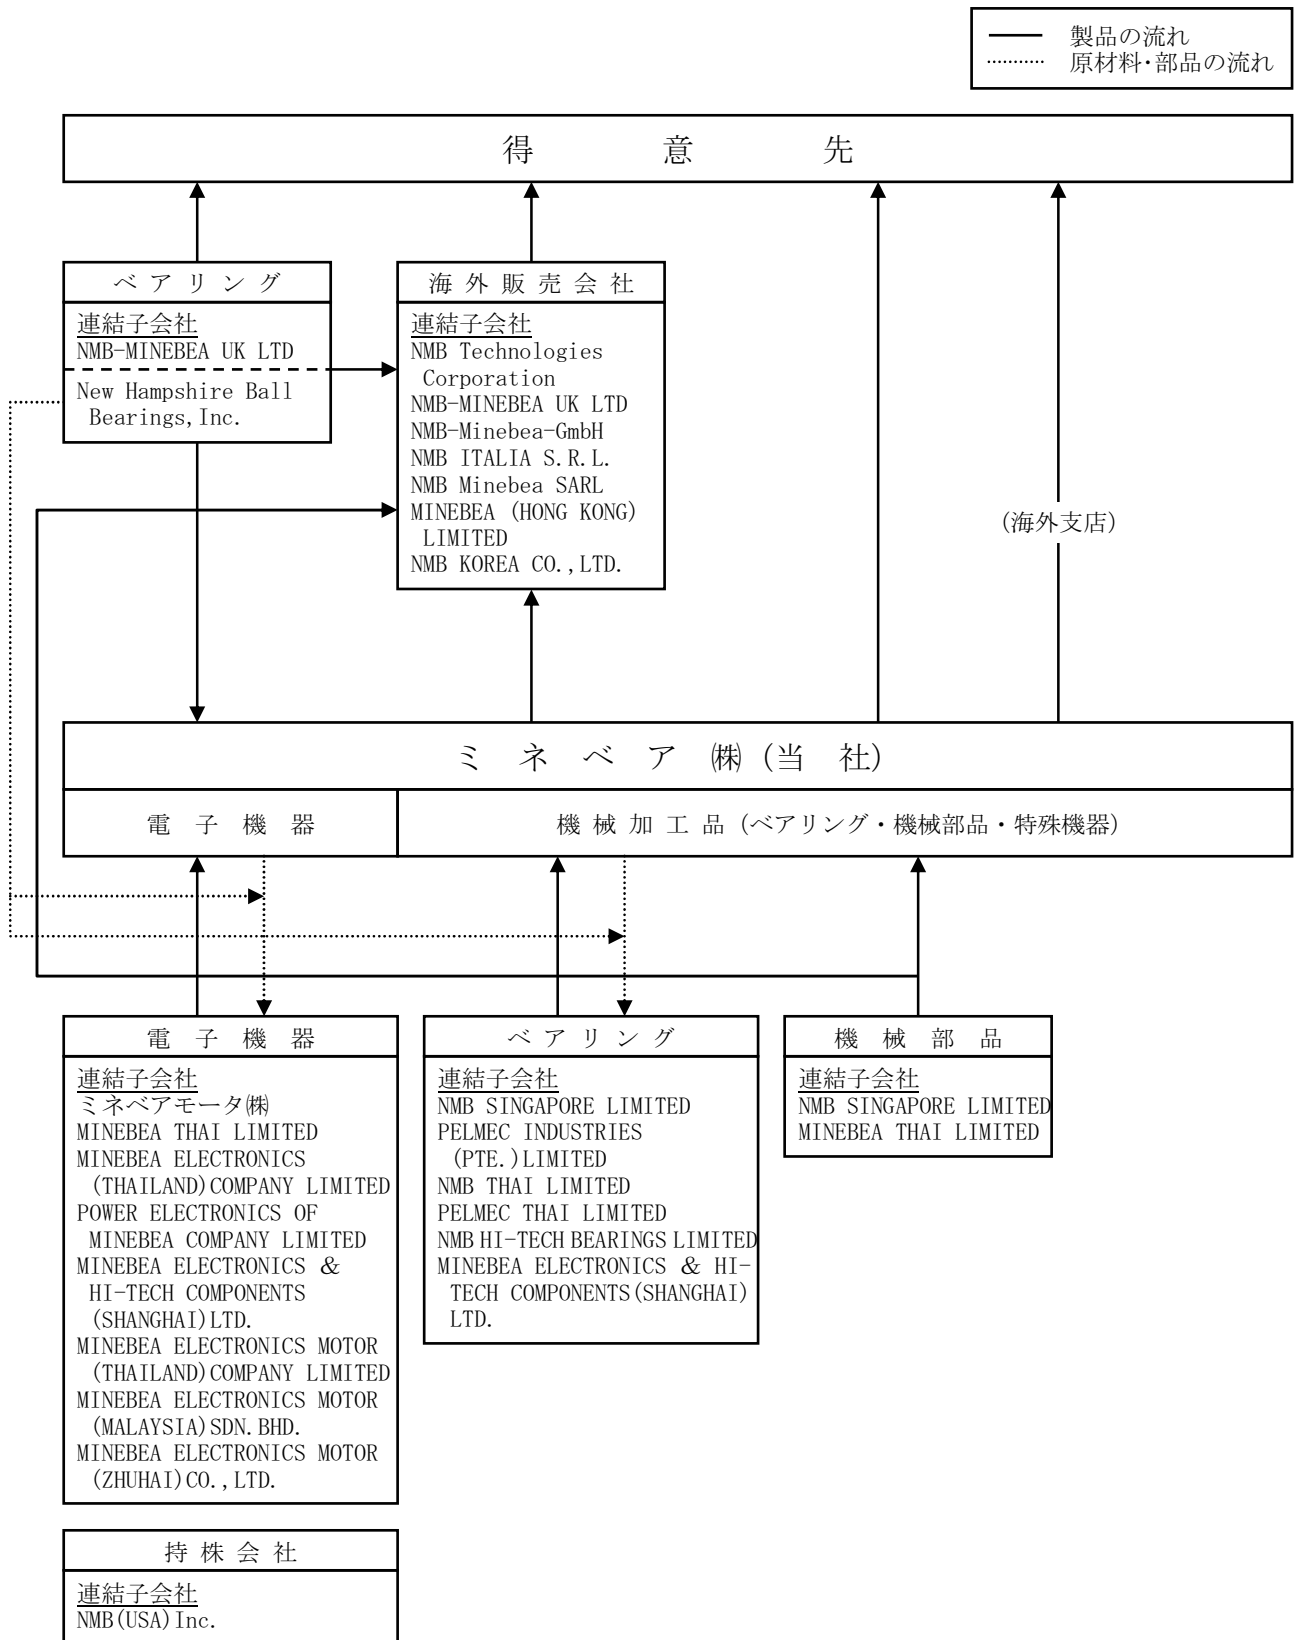 製品の流れ
原材料・部品の流れ
得意先
ベアリング
連結子会社
NMB-MINEBEA UK LTD
New Hampshire Ball
Bearings,Inc.
海外販売会社
連結子会社
NMB Technologies
Corporation
NMB-MINEBEA UK LTD
NMB-Minebea-GmbH
NMB ITALIA S.R.L.
NMB Minebea SARL
MINEBEA (HONG KONG)
LIMITED
NMB KOREA CO.,LTD.
(海外支店)
ミネベア㈱(当社)
電子機器
機械加工品(ベアリング・機械部品・特殊機器)
電子機器
連結子会社
ミネベアモータ㈱
MINEBEA THAI LIMITED
MINEBEA ELECTRONICS
(THAILAND)COMPANY LIMITED
POWER ELECTRONICS OF
MINEBEA COMPANY LIMITED
MINEBEA ELECTRONICS &
HI-TECH COMPONENTS
(SHANGHAI)LTD.
MINEBEA ELECTRONICS MOTOR
(THAILAND)COMPANY LIMITED
MINEBEA ELECTRONICS MOTOR
(MALAYSIA)SDN.BHD.
MINEBEA ELECTRONICS MOTOR
(ZHUHAI)CO.,LTD.
ベアリング
連結子会社
NMB SINGAPORE LIMITED
PELMEC INDUSTRIES
(PTE.)LIMITED
NMB THAI LIMITED
PELMEC THAI LIMITED
NMB HI-TECH BEARINGS LIMITED
MINEBEA ELECTRONICS & HI-
TECH COMPONENTS(SHANGHAI)
LTD.
機械部品
連結子会社
NMB SINGAPORE LIMITED
MINEBEA THAI LIMITED
持株会社
連結子会社
NMB(USA)Inc.